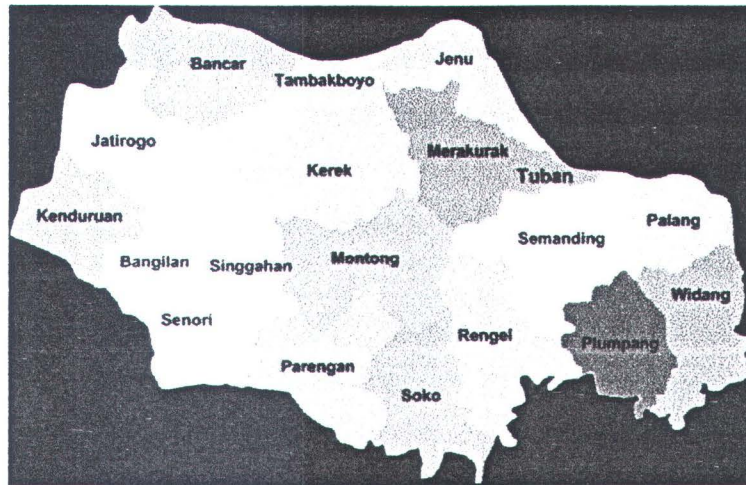 Jenu
Bancar
Tambakboyo
Jatirogo
Merakurak
Kerek
Tuban
Kenduruan
Palang
Semanding
Bangilan
Singgahan
Montong
Widang
Senori
Rengel
Plumpang
Parengan
Soko